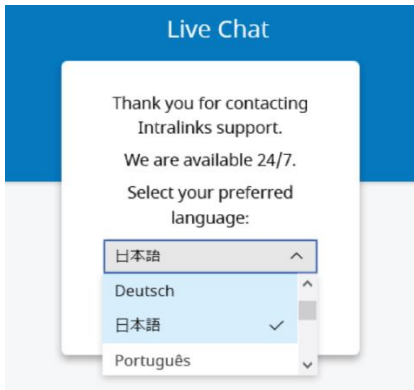 Live Chat
Thank you for contacting
Intralinks support.
We are available 24/7.
Select your preferred
language:
日本語
Deutsch
日本語
Português